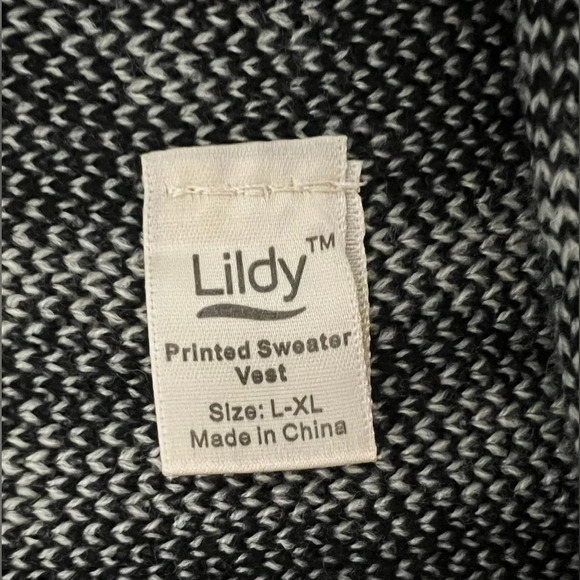 Lildy™
Printed Sweater
Vest
Size: L-XL
Made in China